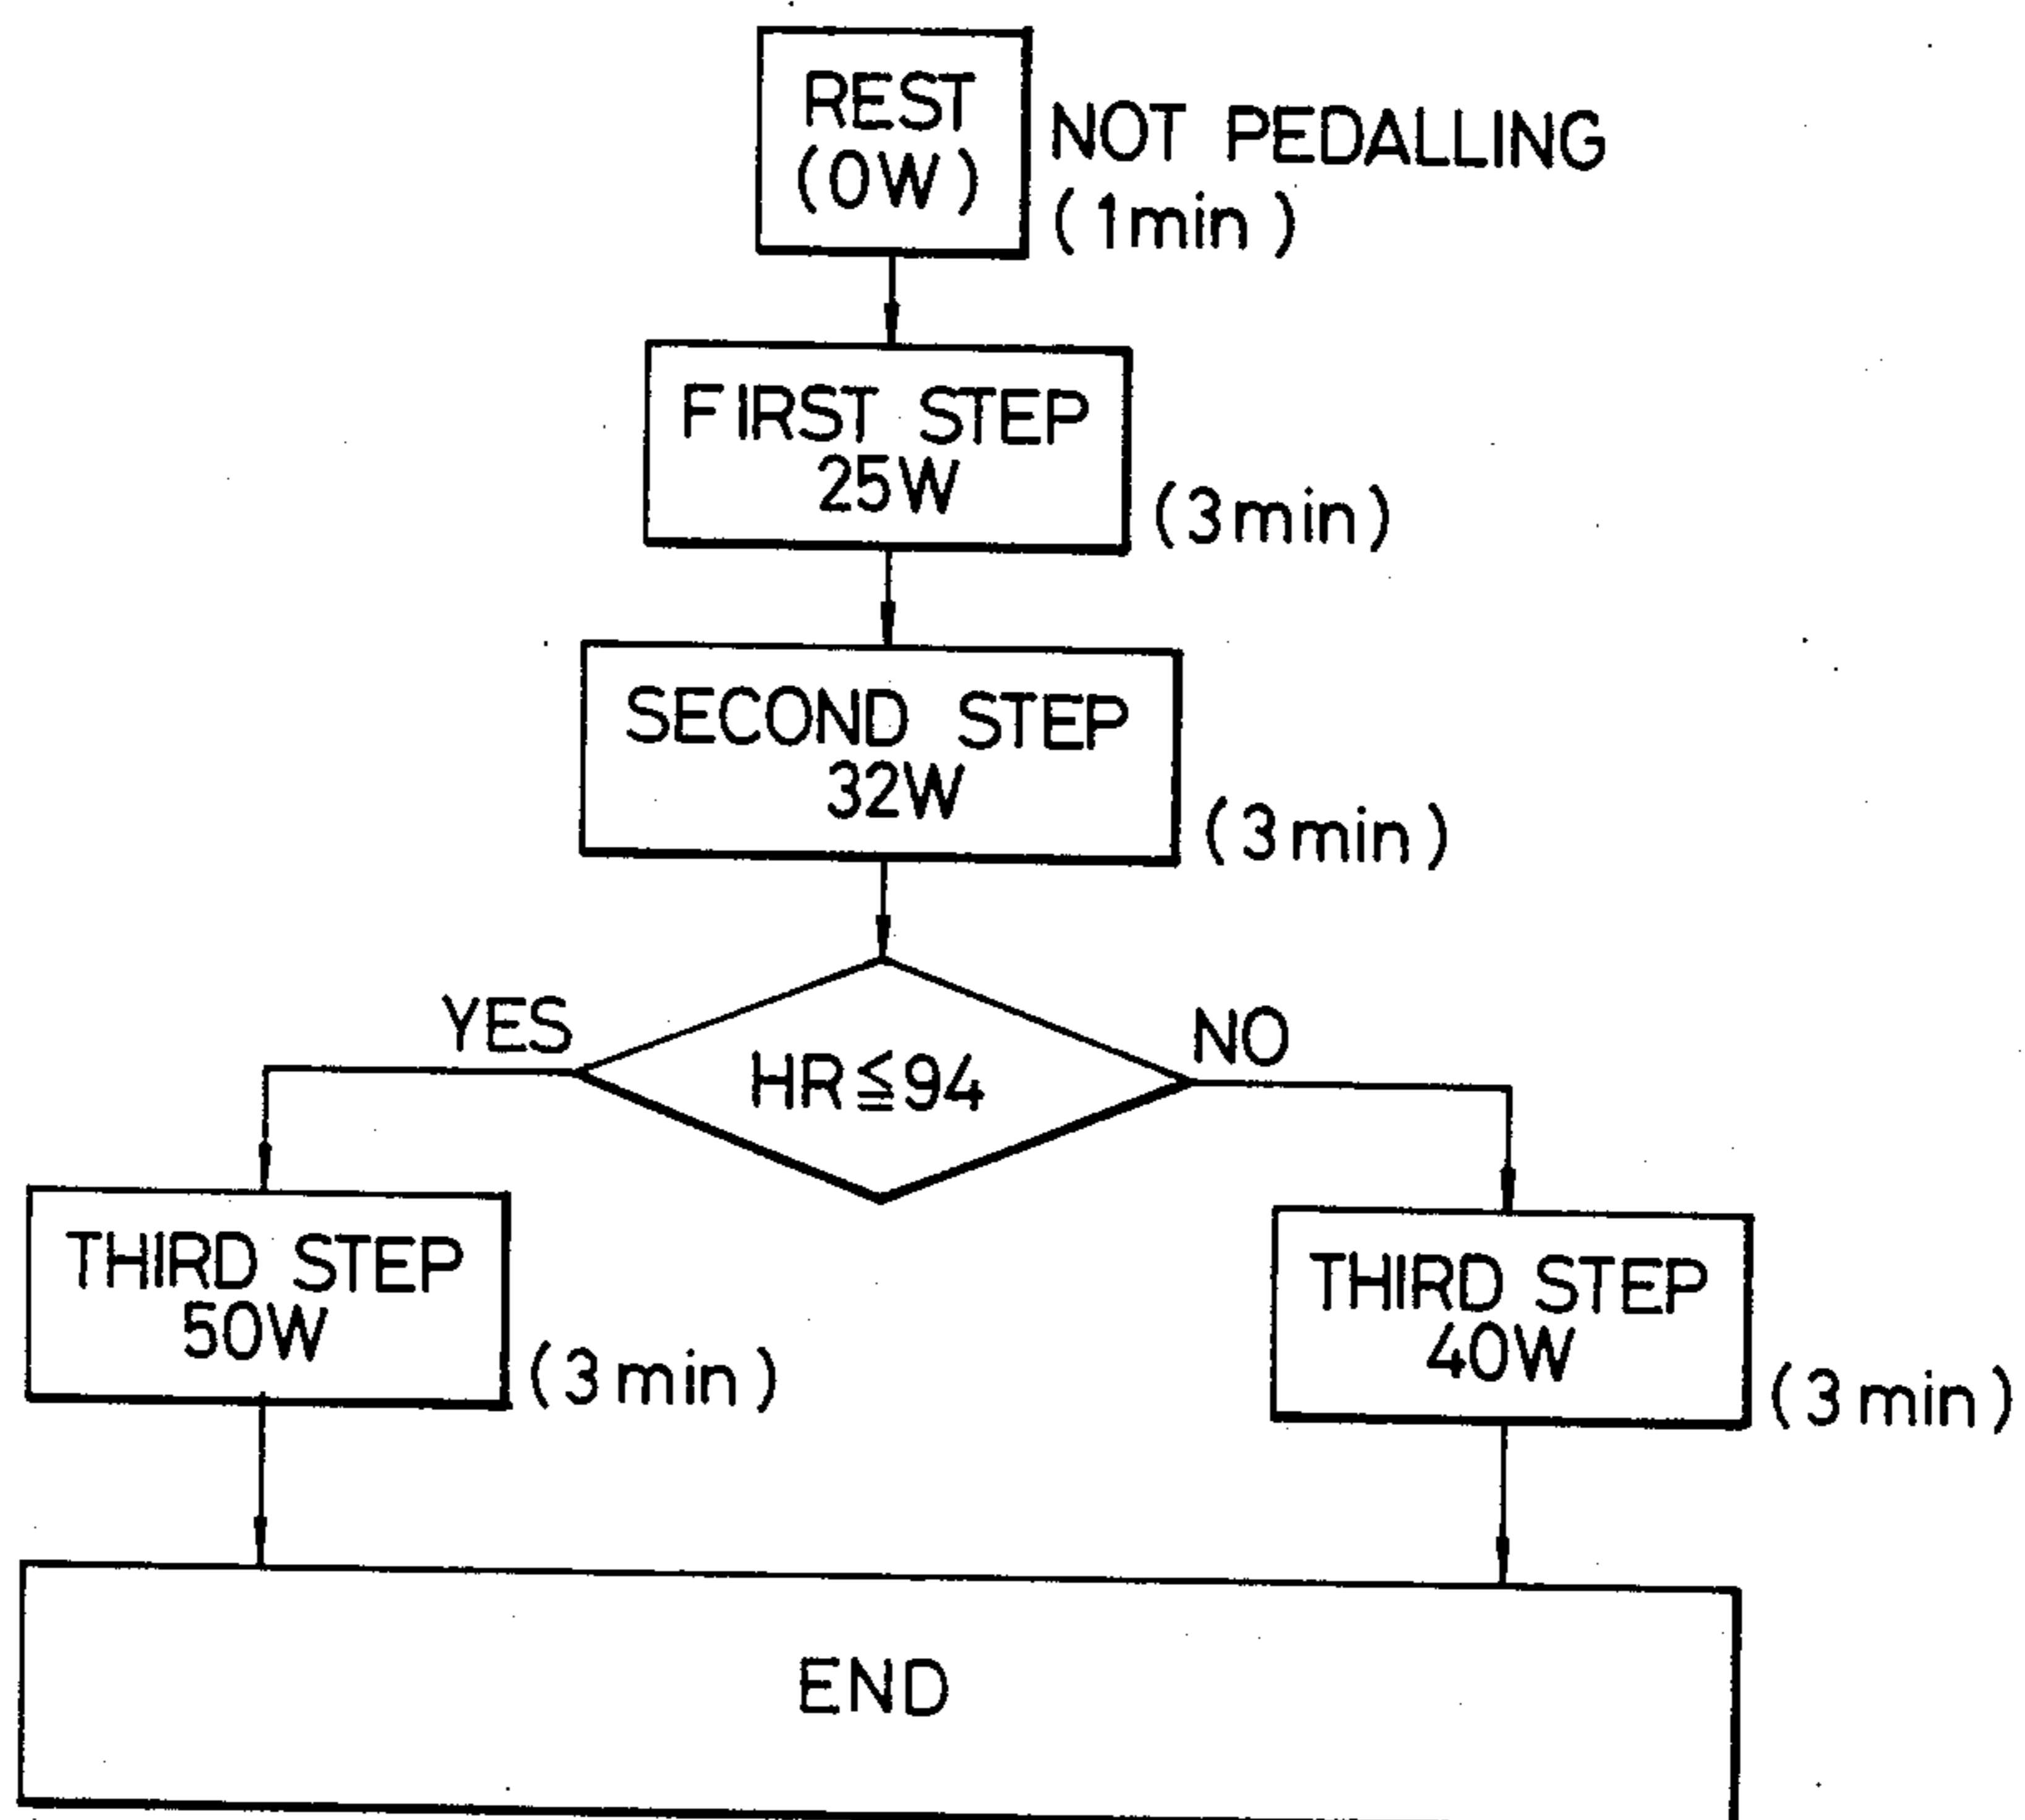 REST
(0W)
NOT PEDALLING
(1min)
FIRST STEP
25W
(3min)
SECOND STEP
32W
(3min)
YES
HR≦94
NO
THIRD STEP
50W
(3min)
THIRD STEP
40W
(3min)
END